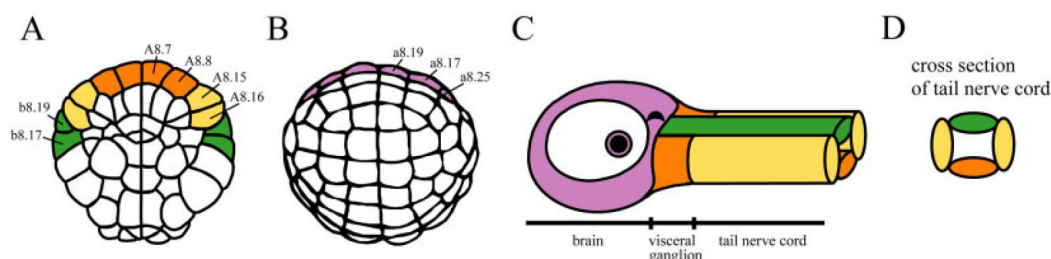 A
A8.7
A8.8
A8.15
A8.16
b8.19
b8.17
B
a8.19
a8.17
a8.25
C
brain
visceral
ganglion
tail nerve cord
D
cross section
of tail nerve cord